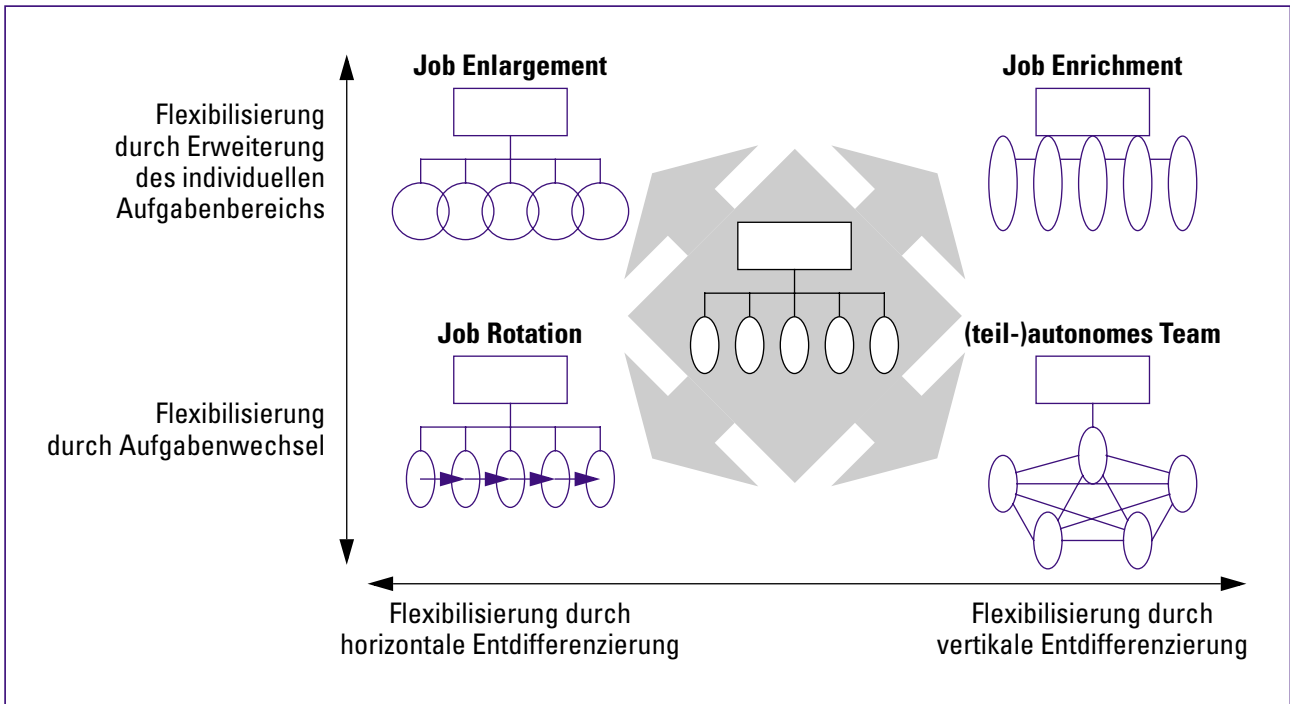 Job Enlargement
Job Enrichment
Flexibilisierung
durch Erweiterung
des individuellen
Aufgabenbereichs
Job Rotation
(teil-)autonomes Team
Flexibilisierung
durch Aufgabenwechsel
Flexibilisierung durch
horizontale Entdifferenzierung
Flexibilisierung durch
vertikale Entdifferenzierung